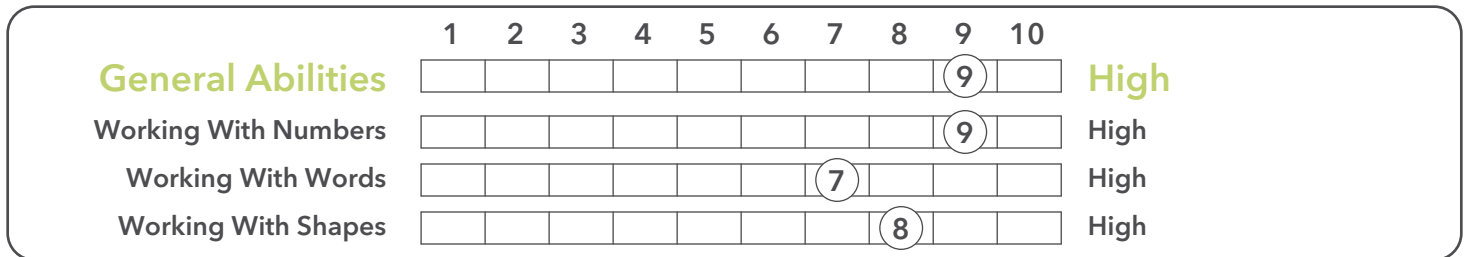 1 2 3 4 5 6 7 8 9 10
General Abilities 9 High
Working With Numbers 9 High
Working With Words 7 High
Working With Shapes 8 High